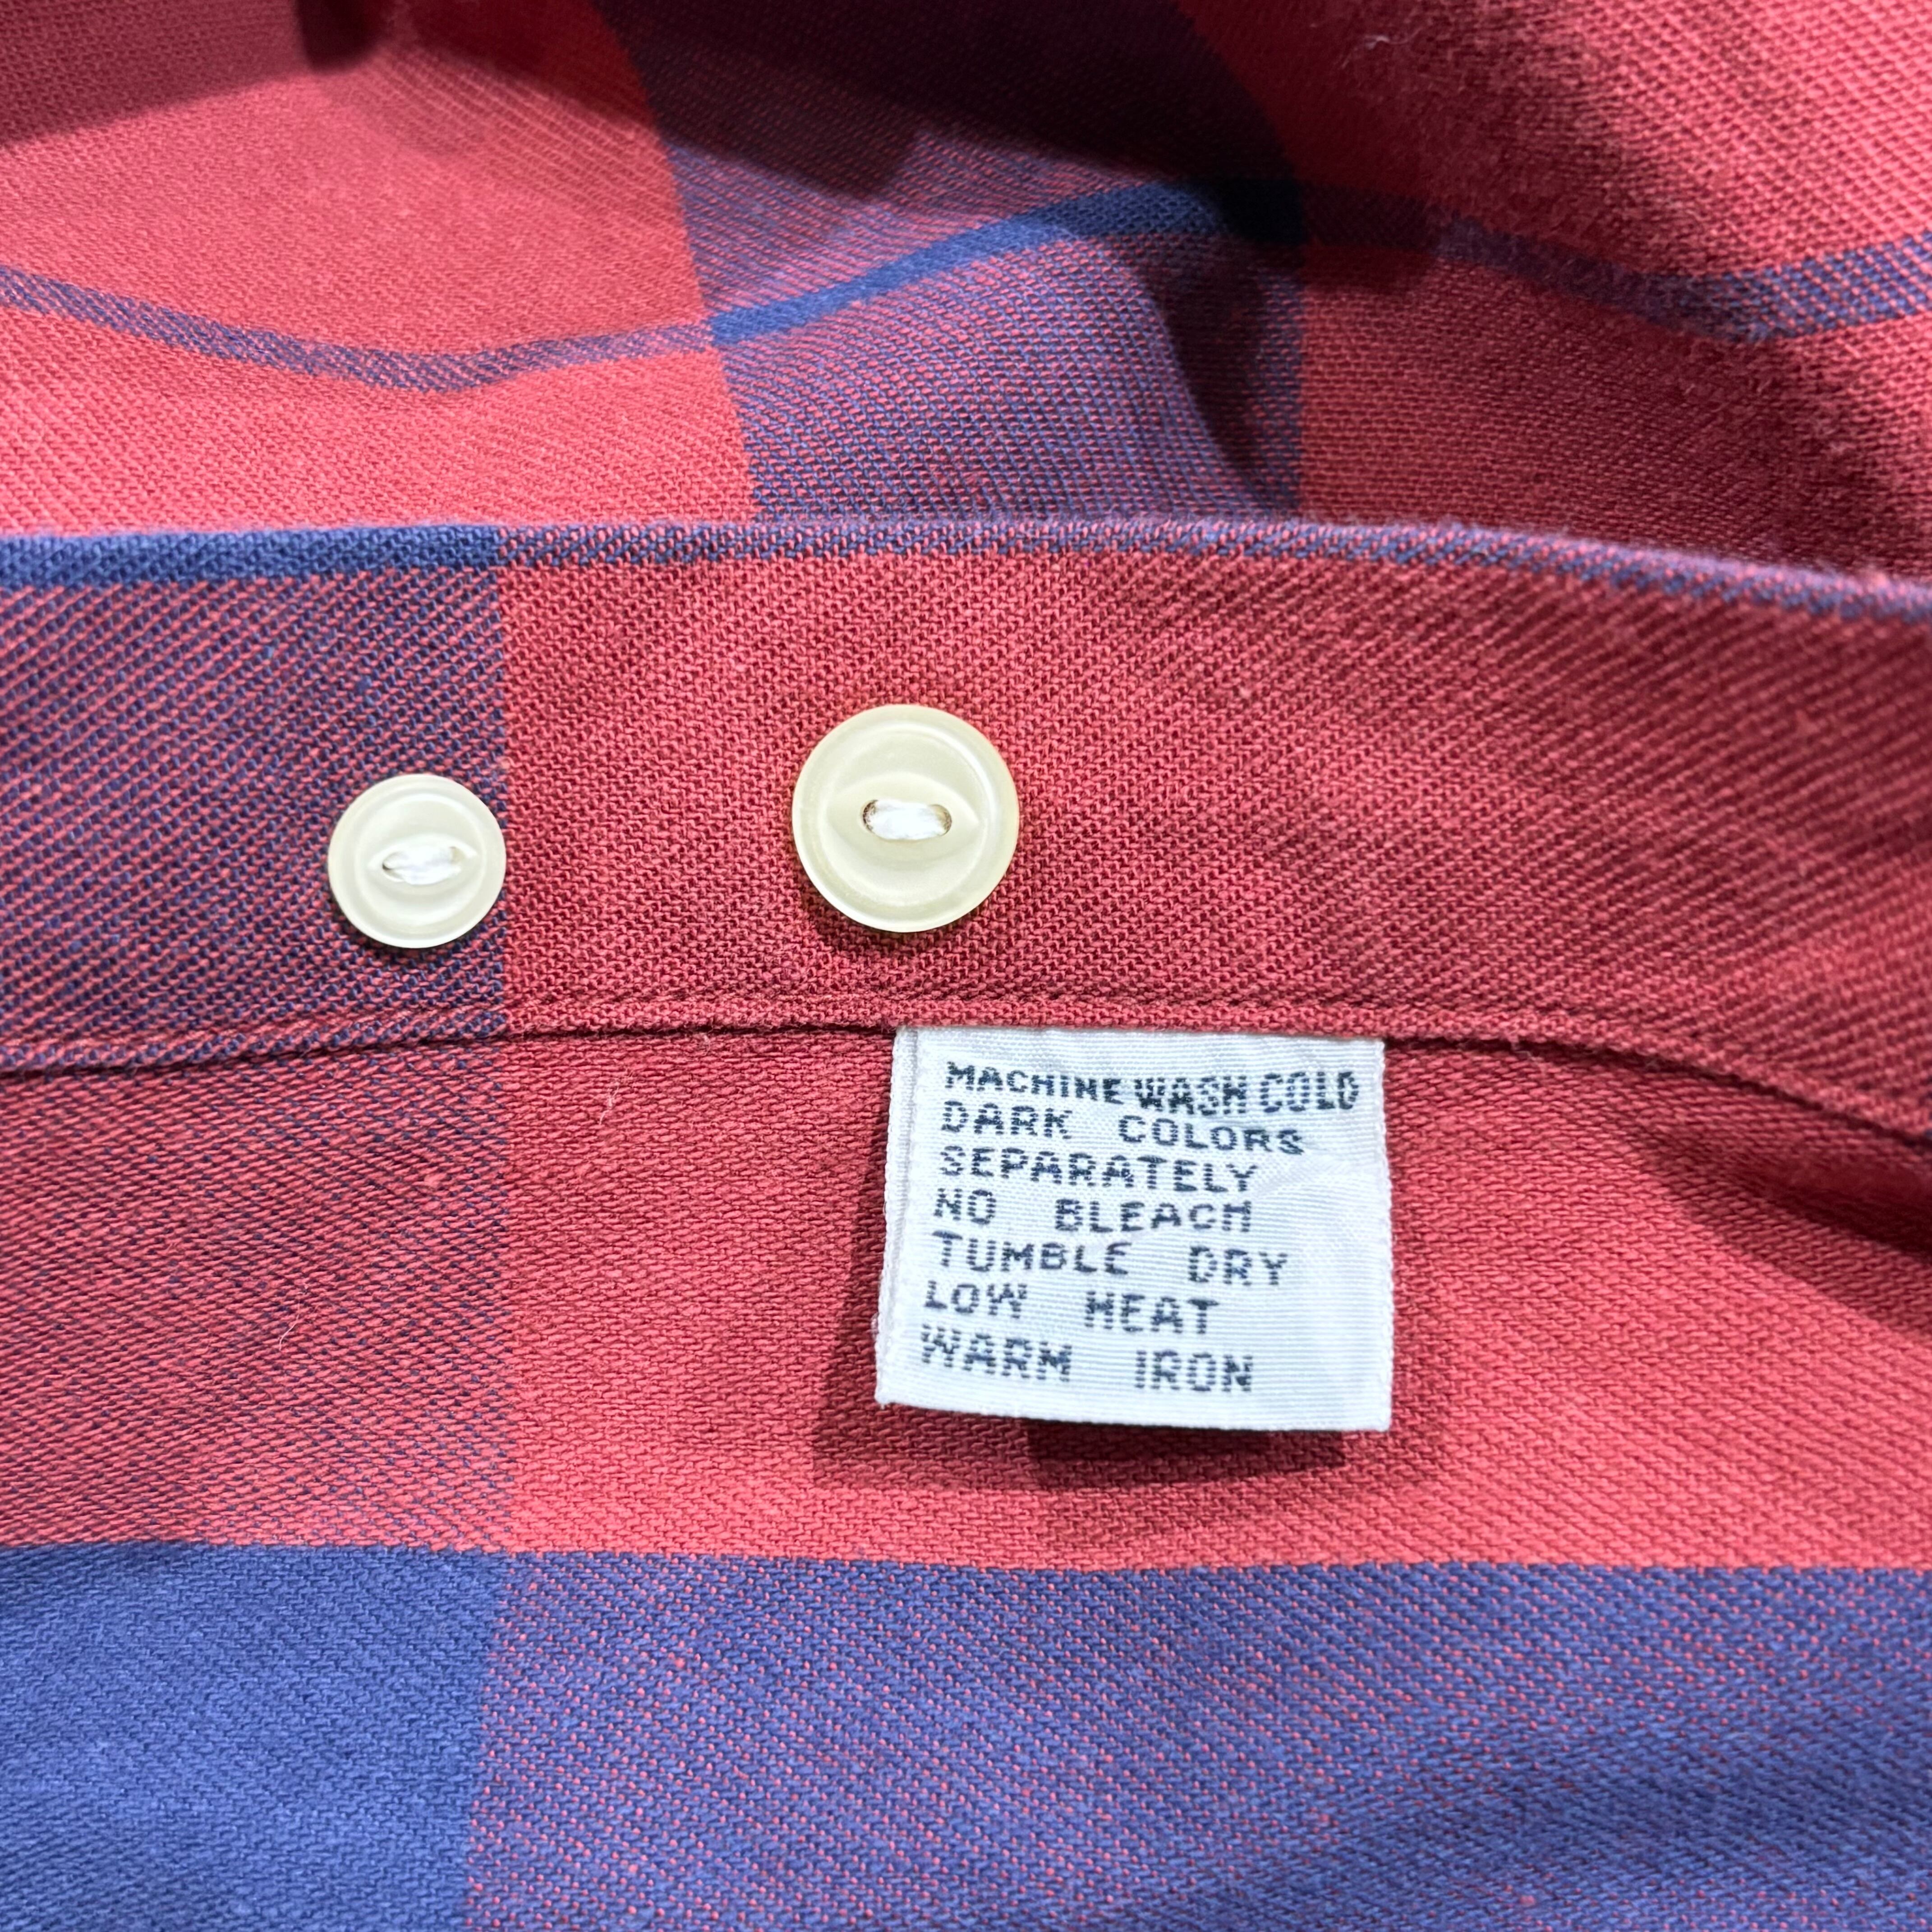 MACHINE WASH COLD
DARK COLORS
SEPARATELY
NO BLEACH
TUMBLE DRY
LOW HEAT
WARM IRON